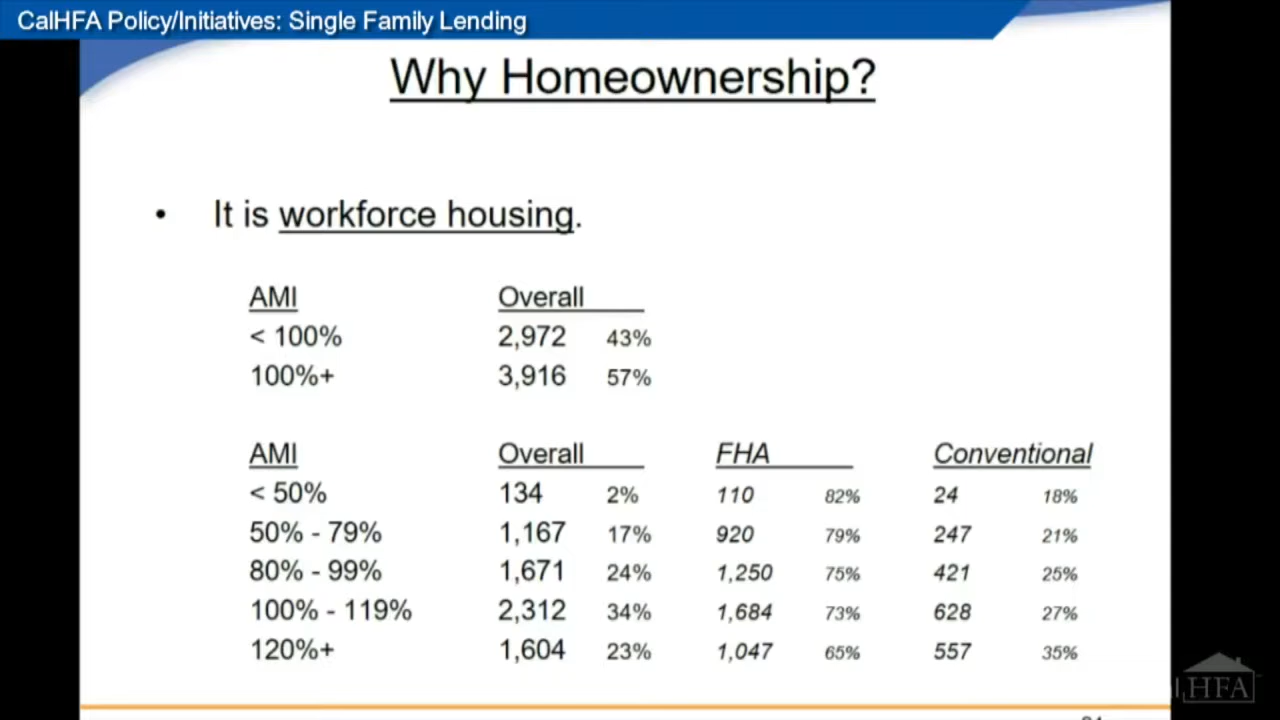 CalHFA Policy/Initiatives: Single Family Lending
Why Homeownership?
• It is workforce housing.
AMI Overall
< 100% 2,972 43%
100%+ 3,916 57%
AMI Overall FHA Conventional
< 50% 134 2% 110 82% 24 18%
50% - 79% 1,167 17% 920 79% 247 21%
80% - 99% 1,671 24% 1,250 75% 421 25%
100% - 119% 2,312 34% 1,684 73% 628 27%
120%+ 1,604 23% 1,047 65% 557 35%
HFA